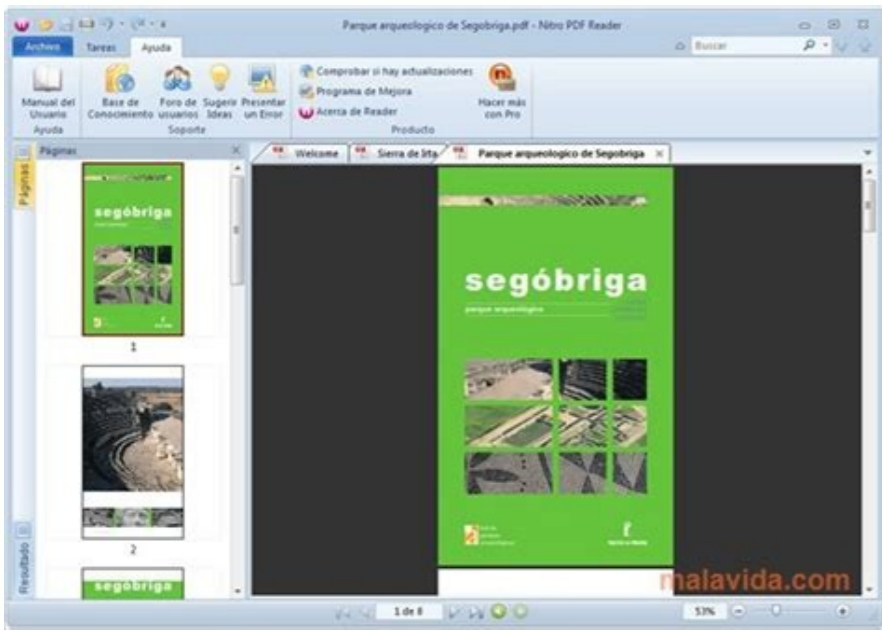 Parque arqueologico de Segobriga.pdf - Nitro PDF Reader
Archivo Tareas Ayuda
Buscar
Manual del Usuario
Base de Conocimiento
Foro de usuarios
Sugerir Ideas
Presentar un Error
Comprobar si hay actualizaciones
Programa de Mejora
Acerca de Reader
Hacer más con Pro
Ayuda Soporte Producto
Páginas
Páginas
Welcome Sierra de Irta Parque arqueologico de Segobriga
segóbriga
1
2
segóbriga
segóbriga
parque arqueológico
Resultado
malavida.com
1 de 8
53%